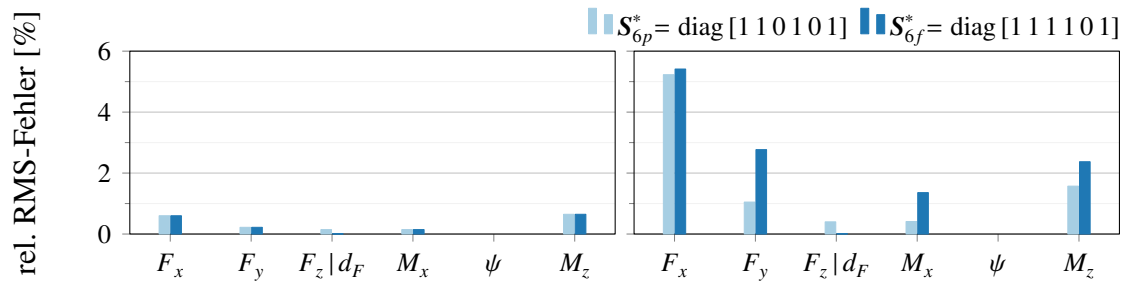 S*6p = diag [1 1 0 1 0 1] S*6f = diag [1 1 1 1 0 1]
rel. RMS-Fehler [%]
6
4
2
0
Fx Fy Fz | dF Mx ψ Mz Fx Fy Fz | dF Mx ψ Mz